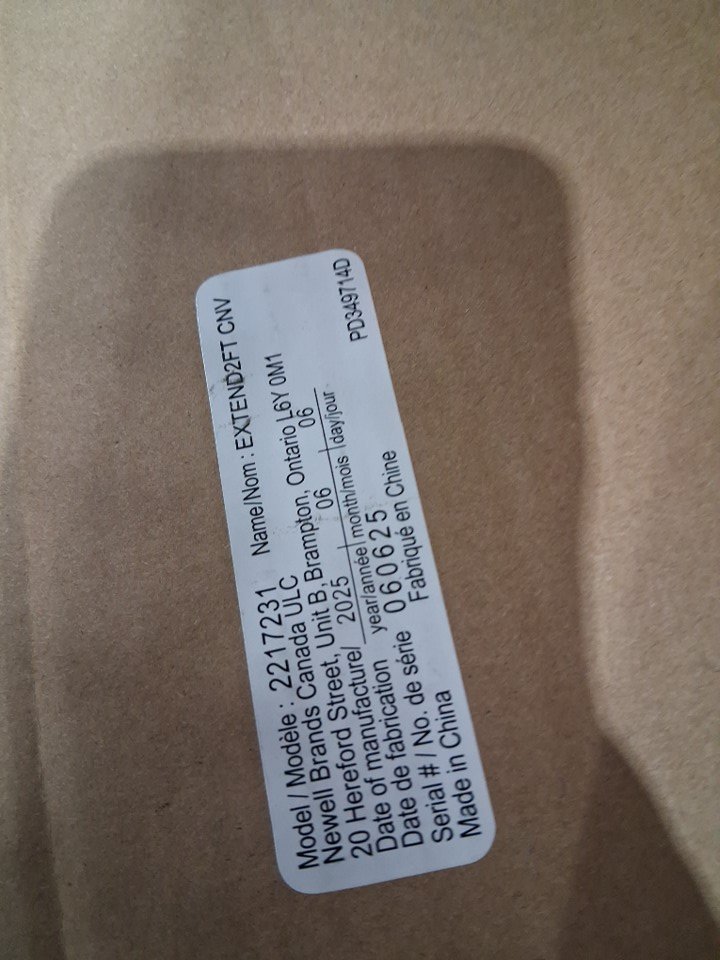 Model / Modèle : 2217231 Name/Nom : EXTEND2FT CNV
Newell Brands Canada ULC
20 Hereford Street, Unit B, Brampton, Ontario L6Y 0M1
Date of manufacture/ 2025 06 06
Date de fabrication year/année month/mois day/jour
Serial # / No. de série 060625 PD349714D
Made in China Fabriqué en Chine